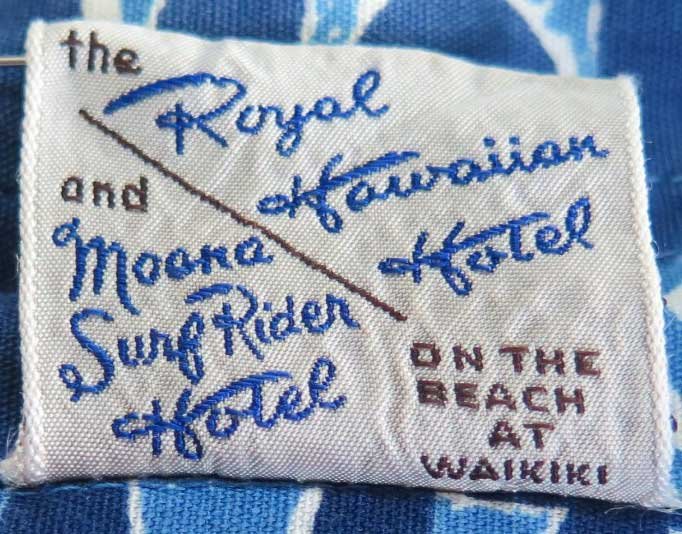 the
Royal
Hawaiian
Hotel
and
Moana
Surf Rider
Hotel
ON THE
BEACH
AT
WAIKIKI